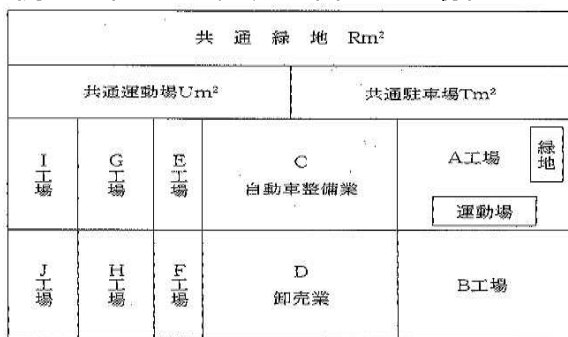 共通緑地 Rm²
共通運動場Um²
共通駐車場Tm²
I工場
G工場
E工場
C
自動車整備業
A工場
緑地
運動場
J工場
H工場
F工場
D
卸売業
B工場